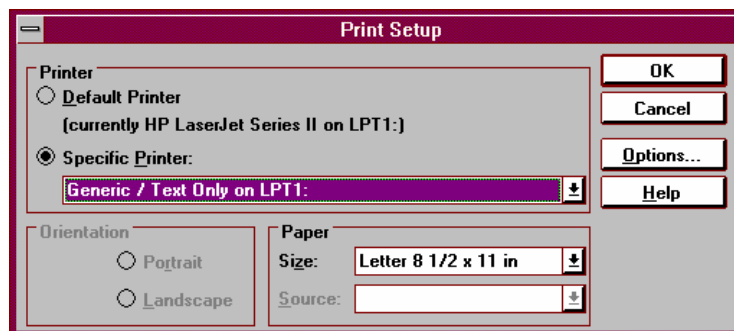 Print Setup
Printer
Default Printer
(currently HP LaserJet Series II on LPT1:)
Specific Printer:
Generic / Text Only on LPT1:
OK
Cancel
Options...
Help
Orientation
Portrait
Landscape
Paper
Size: Letter 8 1/2 x 11 in
Source: